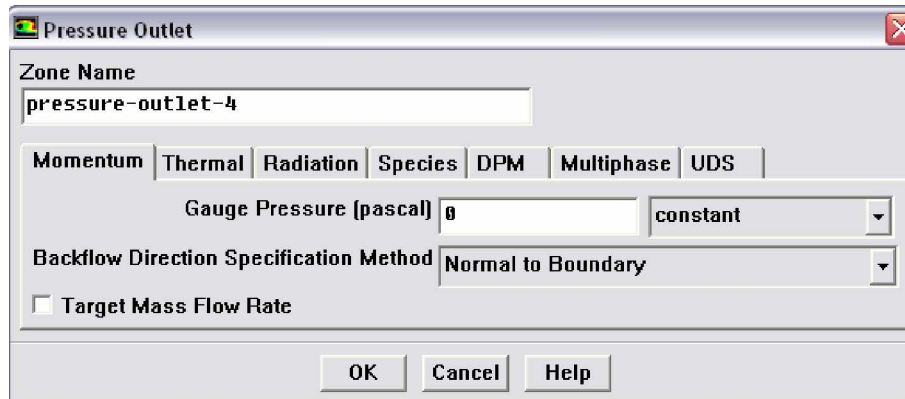 Pressure Outlet
Zone Name
pressure-outlet-4
Momentum Thermal Radiation Species DPM Multiphase UDS
Gauge Pressure (pascal) 0 constant
Backflow Direction Specification Method Normal to Boundary
Target Mass Flow Rate
OK Cancel Help